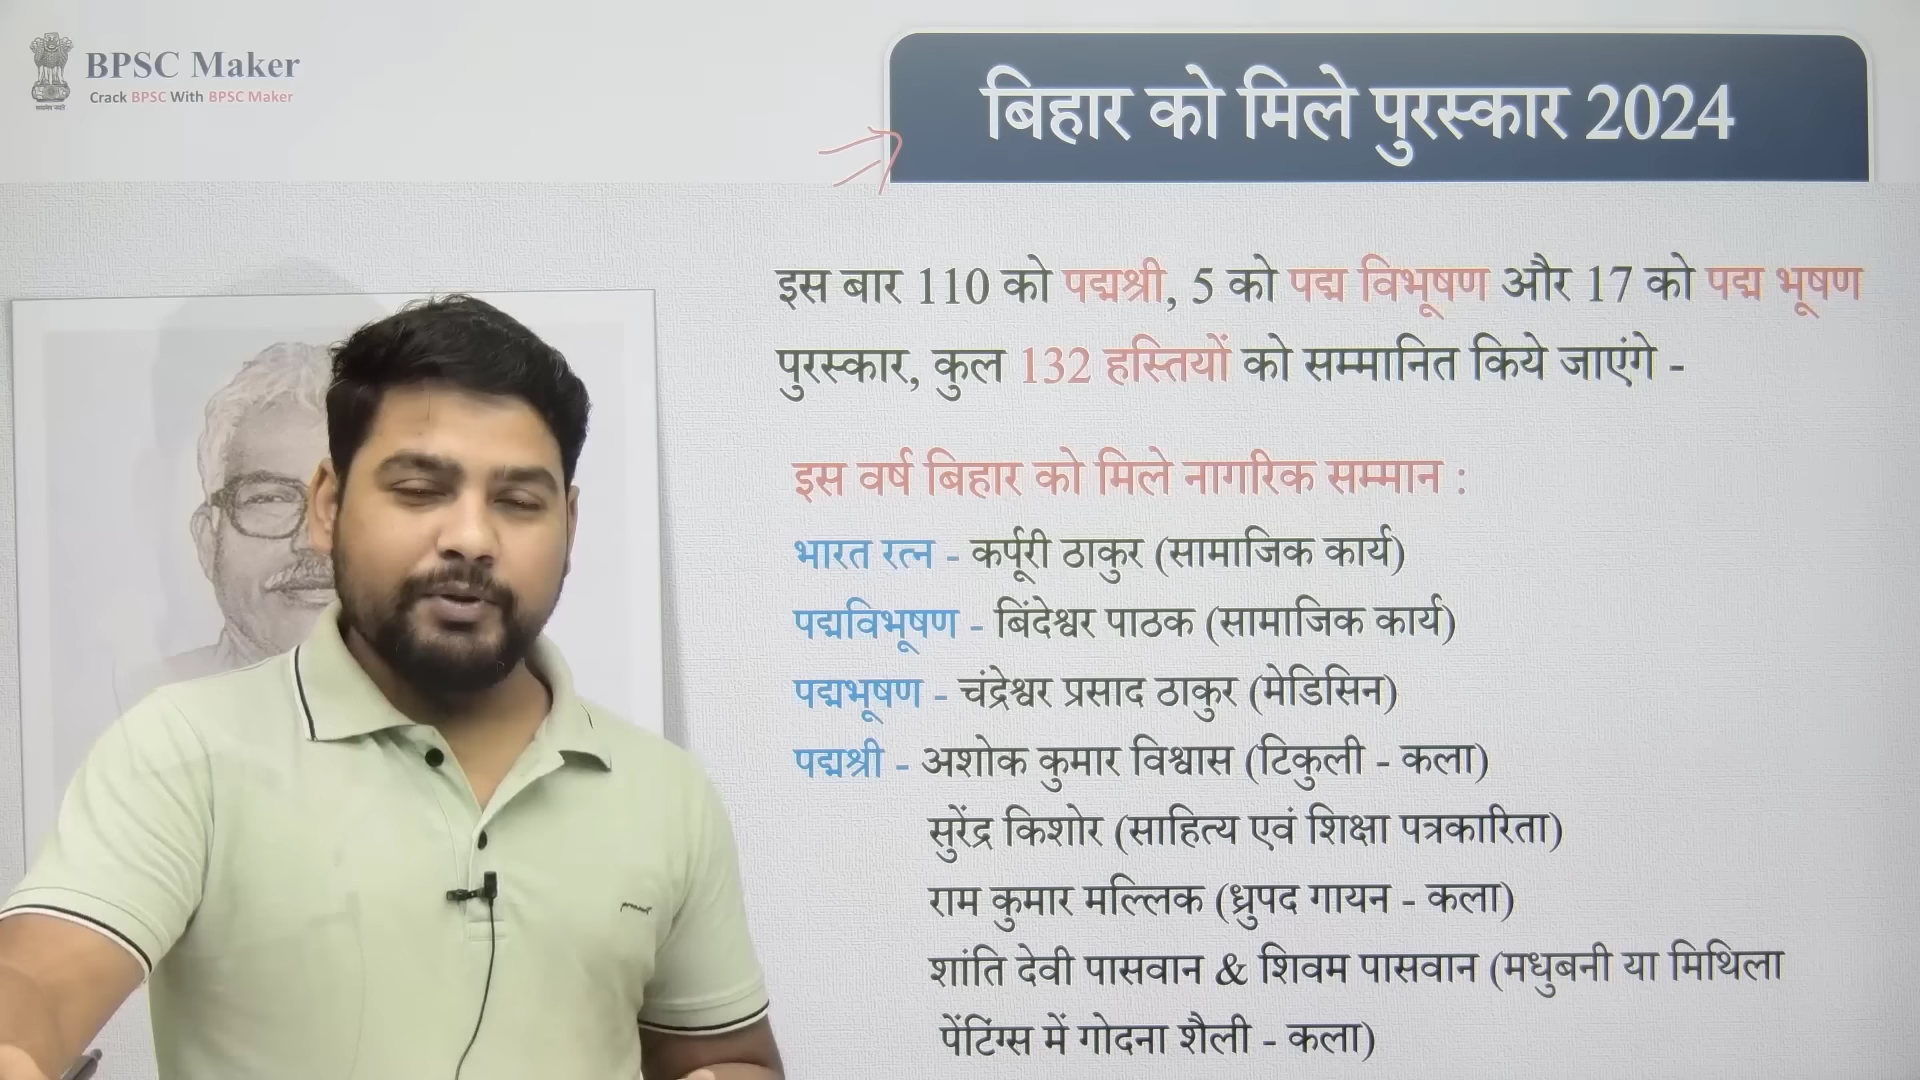 BPSC Maker
Crack BPSC With BPSC Maker
बिहार को मिले पुरस्कार 2024
इस बार 110 को पद्मश्री, 5 को पद्म विभूषण और 17 को पद्म भूषण
पुरस्कार, कुल 132 हस्तियों को सम्मानित किये जाएंगे -
इस वर्ष बिहार को मिले नागरिक सम्मान :
भारत रत्न - कर्पूरी ठाकुर (सामाजिक कार्य)
पद्मविभूषण - बिंदेश्वर पाठक (सामाजिक कार्य)
पद्मभूषण - चंद्रेश्वर प्रसाद ठाकुर (मेडिसिन)
पद्मश्री - अशोक कुमार विश्वास (टिकुली - कला)
सुरेंद्र किशोर (साहित्य एवं शिक्षा पत्रकारिता)
राम कुमार मल्लिक (ध्रुपद गायन - कला)
शांति देवी पासवान & शिवम पासवान (मधुबनी या मिथिला
पेंटिंग्स में गोदना शैली - कला)